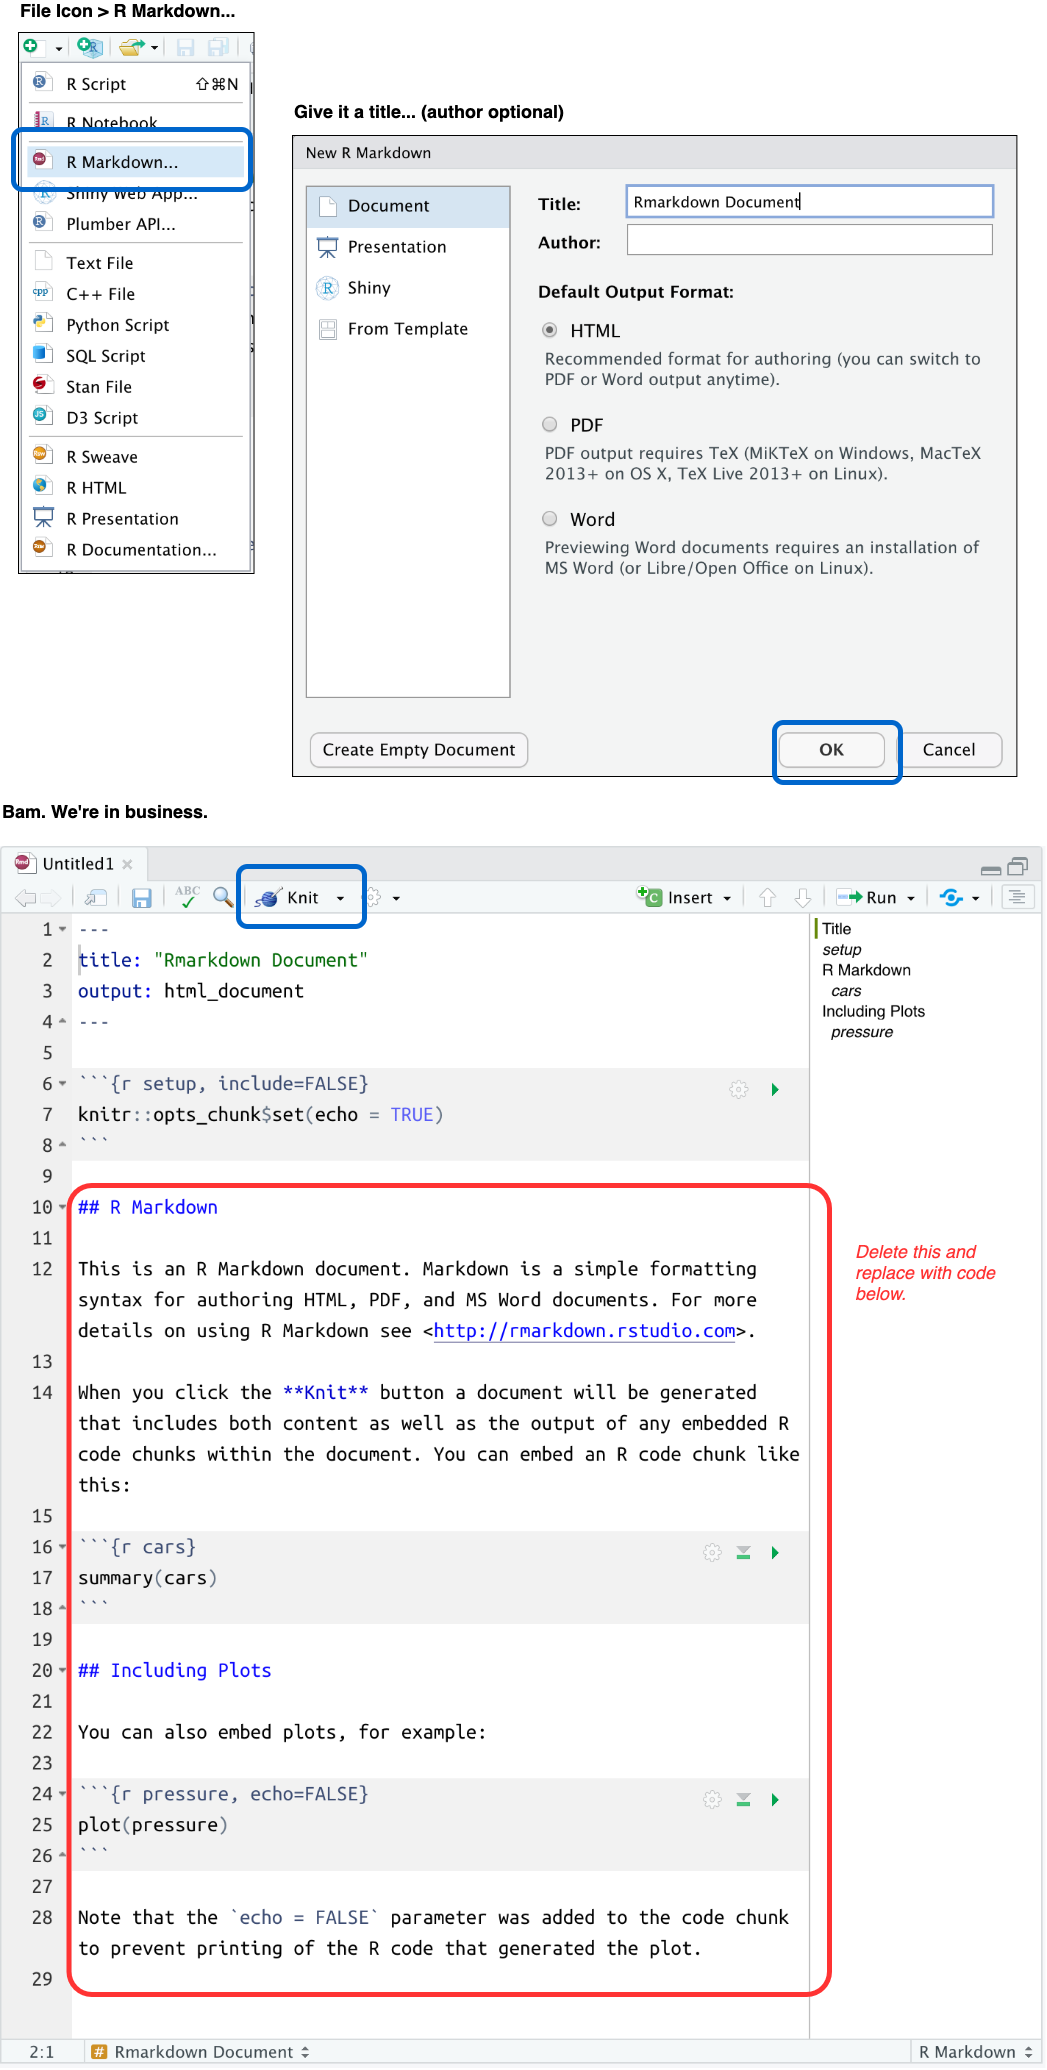 File Icon > R Markdown...
R Script ⇧⌘N
R Notebook
R Markdown...
Shiny Web App...
Plumber API...
Text File
C++ File
Python Script
SQL Script
Stan File
D3 Script
R Sweave
R HTML
R Presentation
R Documentation...
Give it a title... (author optional)
New R Markdown
Document
Presentation
Shiny
From Template
Title: Rmarkdown Document
Author:
Default Output Format:
HTML
Recommended format for authoring (you can switch to
PDF or Word output anytime).
PDF
PDF output requires TeX (MiKTeX on Windows, MacTeX
2013+ on OS X, TeX Live 2013+ on Linux).
Word
Previewing Word documents requires an installation of
MS Word (or Libre/Open Office on Linux).
Create Empty Document OK Cancel
Bam. We're in business.
Untitled1
ABC Knit Insert Run
1 ---
2 title: "Rmarkdown Document"
3 output: html_document
4 ---
5
6 ```{r setup, include=FALSE}
7 knitr::opts_chunk$set(echo = TRUE)
8 ```
9
10 ## R Markdown
11
12 This is an R Markdown document. Markdown is a simple formatting
syntax for authoring HTML, PDF, and MS Word documents. For more
details on using R Markdown see <http://rmarkdown.rstudio.com>.
13
14 When you click the **Knit** button a document will be generated
that includes both content as well as the output of any embedded R
code chunks within the document. You can embed an R code chunk like
this:
15
16 ```{r cars}
17 summary(cars)
18 ```
19
20 ## Including Plots
21
22 You can also embed plots, for example:
23
24 ```{r pressure, echo=FALSE}
25 plot(pressure)
26 ```
27
28 Note that the `echo = FALSE` parameter was added to the code chunk
to prevent printing of the R code that generated the plot.
29
Title
setup
R Markdown
cars
Including Plots
pressure
Delete this and
replace with code
below.
2:1 # Rmarkdown Document R Markdown